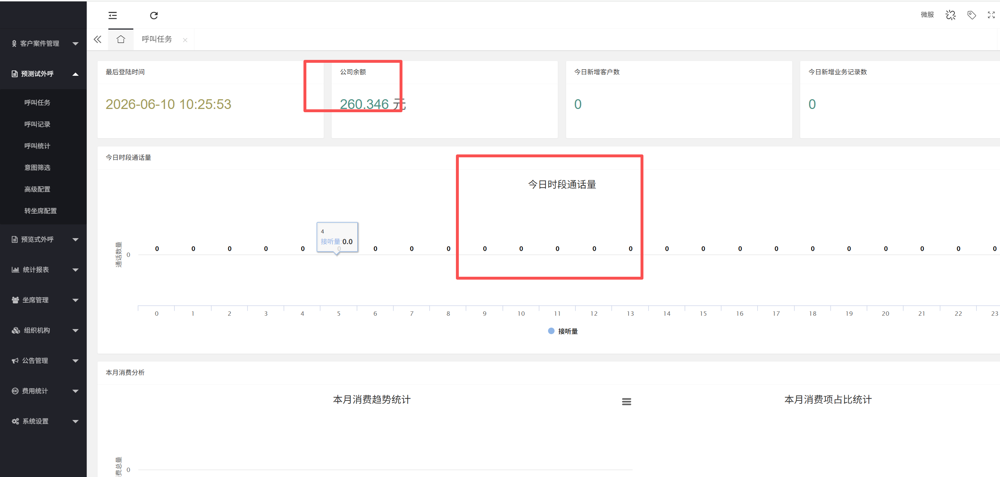 微服
客户案件管理
预测试外呼
呼叫任务
呼叫记录
呼叫统计
意图筛选
高级配置
转坐席配置
预览式外呼
统计报表
坐席管理
组织机构
公告管理
费用统计
系统设置
呼叫任务
最后登陆时间
2026-06-10 10:25:53
公司余额
260.346 元
今日新增客户数
0
今日新增业务记录数
0
今日时段通话量
今日时段通话量
通话数量
0
4
接听量:0.0
0 0 0 0 0 0 0 0 0 0 0 0 0 0 0 0 0 0 0 0 0 0 0 0
0 1 2 3 4 5 6 7 8 9 10 11 12 13 14 15 16 17 18 19 20 21 22 23
接听量
本月消费分析
本月消费趋势统计
本月消费项占比统计
费总量
0